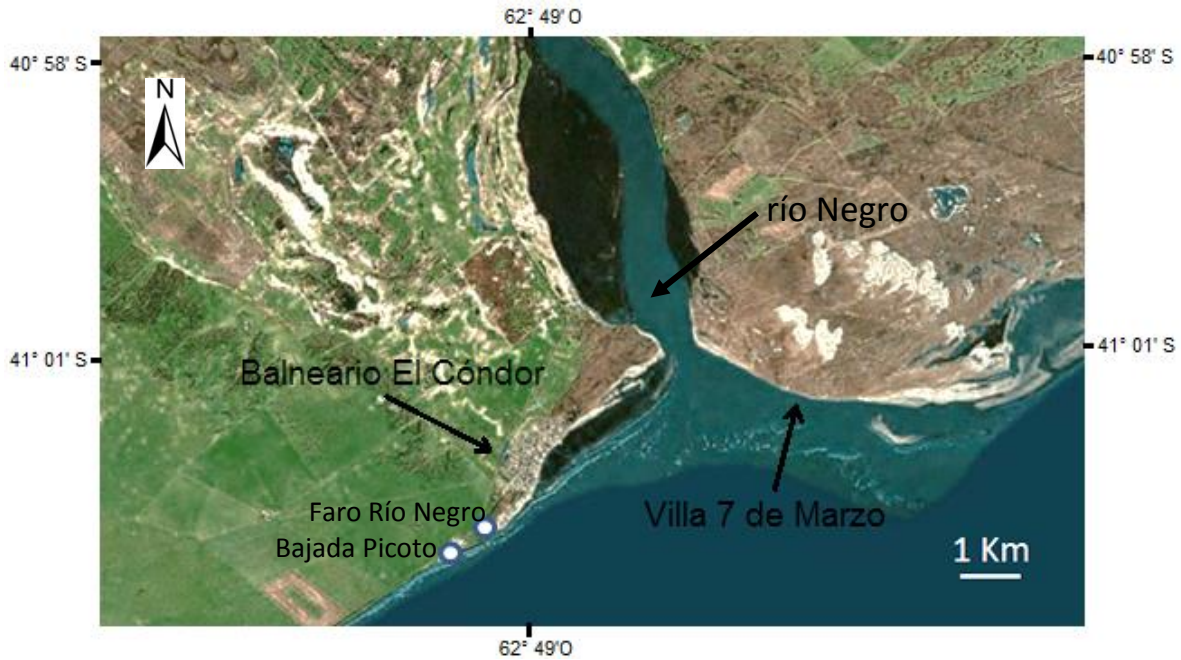 62° 49' O
40° 58' S
40° 58' S
N
río Negro
41° 01' S
41° 01' S
Balneario El Cóndor
Faro Río Negro
Villa 7 de Marzo
Bajada Picoto
1 Km
62° 49'O